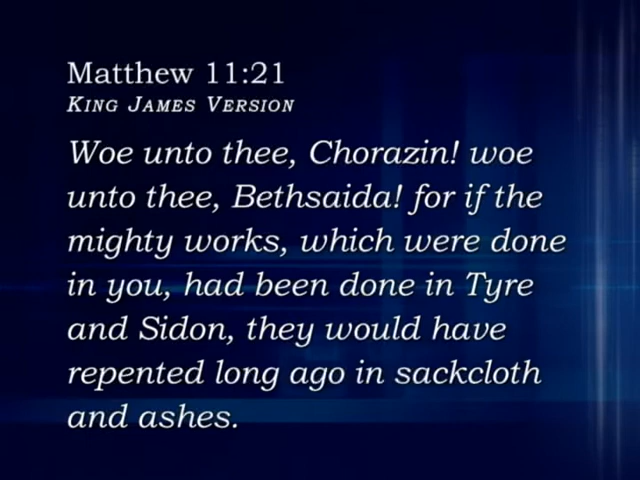 Matthew 11:21
King James Version
Woe unto thee, Chorazin! woe
unto thee, Bethsaida! for if the
mighty works, which were done
in you, had been done in Tyre
and Sidon, they would have
repented long ago in sackcloth
and ashes.